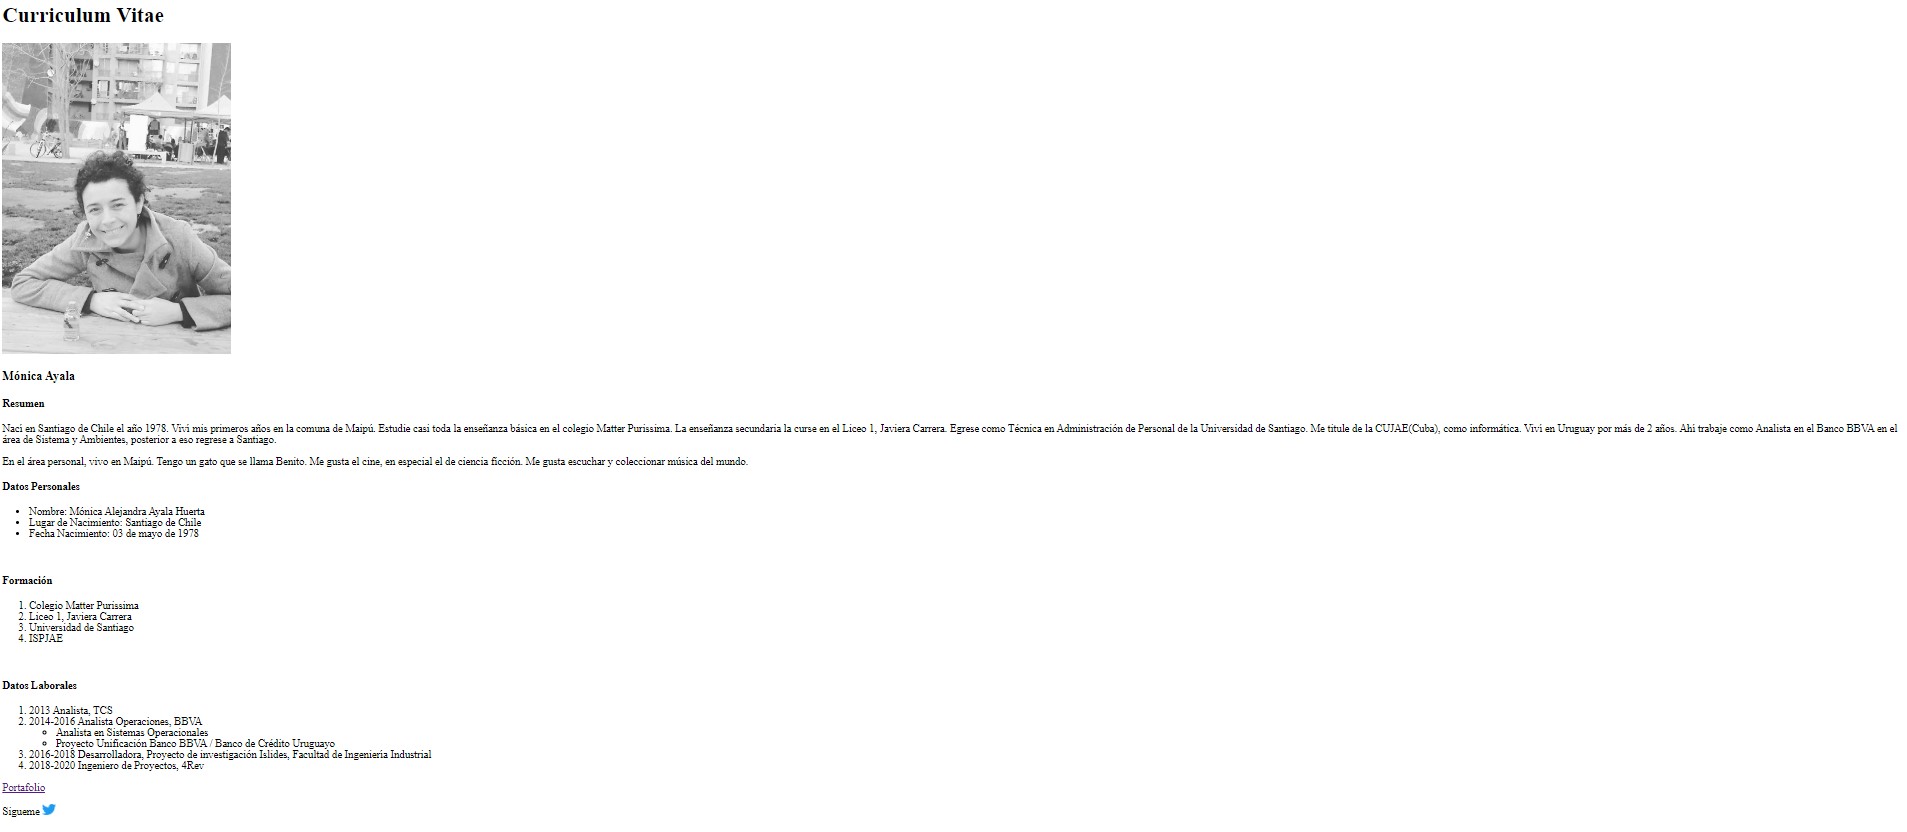 Curriculum Vitae
Mónica Ayala
Resumen
Naci en Santiago de Chile el año 1978. Vivi mis primeros años en la comuna de Maipú. Estudie casi toda la enseñanza básica en el colegio Matter Purissima. La enseñanza secundaria la curse en el Liceo 1, Javiera Carrera. Egrese como Técnica en Administración de Personal de la Universidad de Santiago. Me titule de la CUJAE(Cuba), como informática. Vivi en Uruguay por más de 2 años. Ahi trabaje como Analista en el Banco BBVA en el
área de Sistema y Ambientes, posterior a eso regrese a Santiago.
En el área personal, vivo en Maipú. Tengo un gato que se llama Benito. Me gusta el cine, en especial el de ciencia ficción. Me gusta escuchar y coleccionar música del mundo.
Datos Personales
• Nombre: Mónica Alejandra Ayala Huerta
• Lugar de Nacimiento: Santiago de Chile
• Fecha Nacimiento: 03 de mayo de 1978
Formación
1. Colegio Matter Purissima
2. Liceo 1, Javiera Carrera
3. Universidad de Santiago
4. ISPJAE
Datos Laborales
1. 2013 Analista, TCS
2. 2014-2016 Analista Operaciones, BBVA
◦ Analista en Sistemas Operacionales
◦ Proyecto Unificación Banco BBVA / Banco de Crédito Uruguayo
3. 2016-2018 Desarrolladora, Proyecto de investigación Islides, Facultad de Ingeniería Industrial
4. 2018-2020 Ingeniero de Proyectos, 4Rev
Portafolio
Sígueme